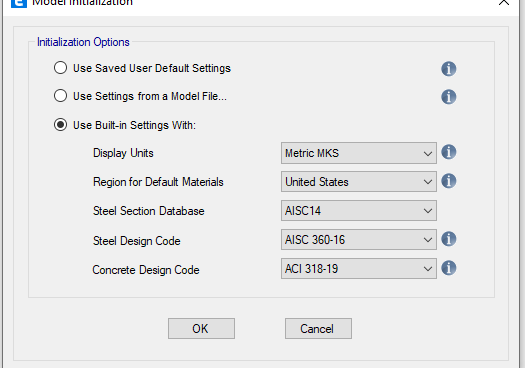 Model Initialization
Initialization Options
Use Saved User Default Settings
Use Settings from a Model File...
Use Built-in Settings With:
Display Units Metric MKS
Region for Default Materials United States
Steel Section Database AISC14
Steel Design Code AISC 360-16
Concrete Design Code ACI 318-19
OK Cancel